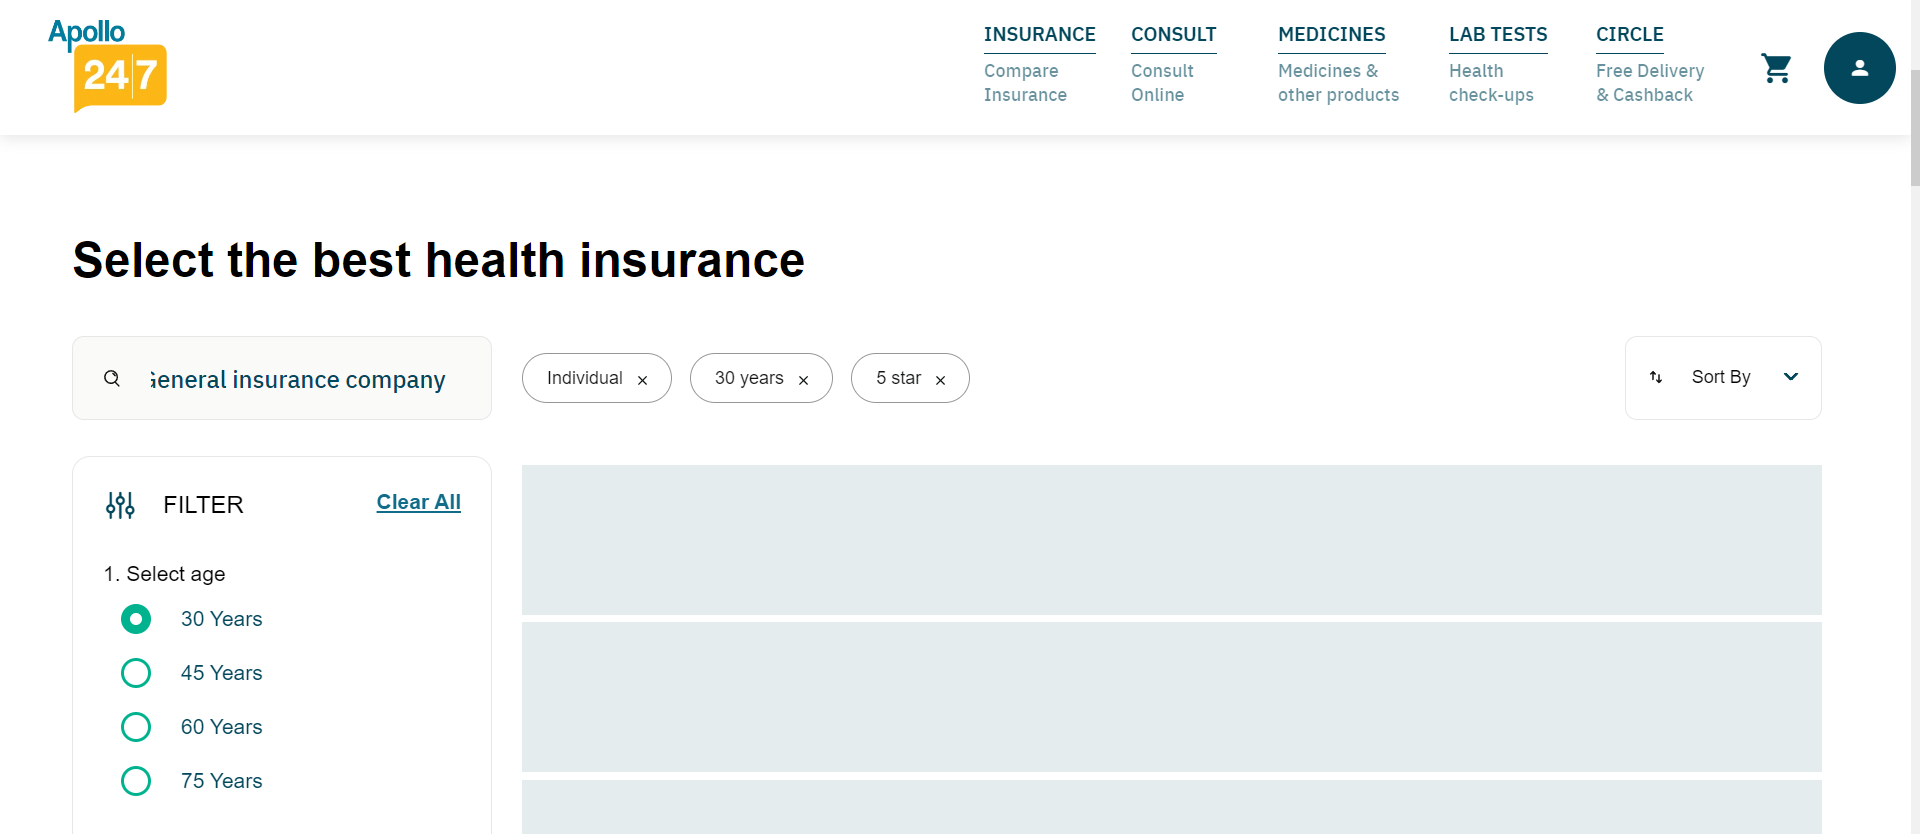 Apollo
24|7
INSURANCE
Compare
Insurance
CONSULT
Consult
Online
MEDICINES
Medicines &
other products
LAB TESTS
Health
check-ups
CIRCLE
Free Delivery
& Cashback
Select the best health insurance
General insurance company
Individual ×
30 years ×
5 star ×
Sort By
FILTER
Clear All
1. Select age
30 Years
45 Years
60 Years
75 Years